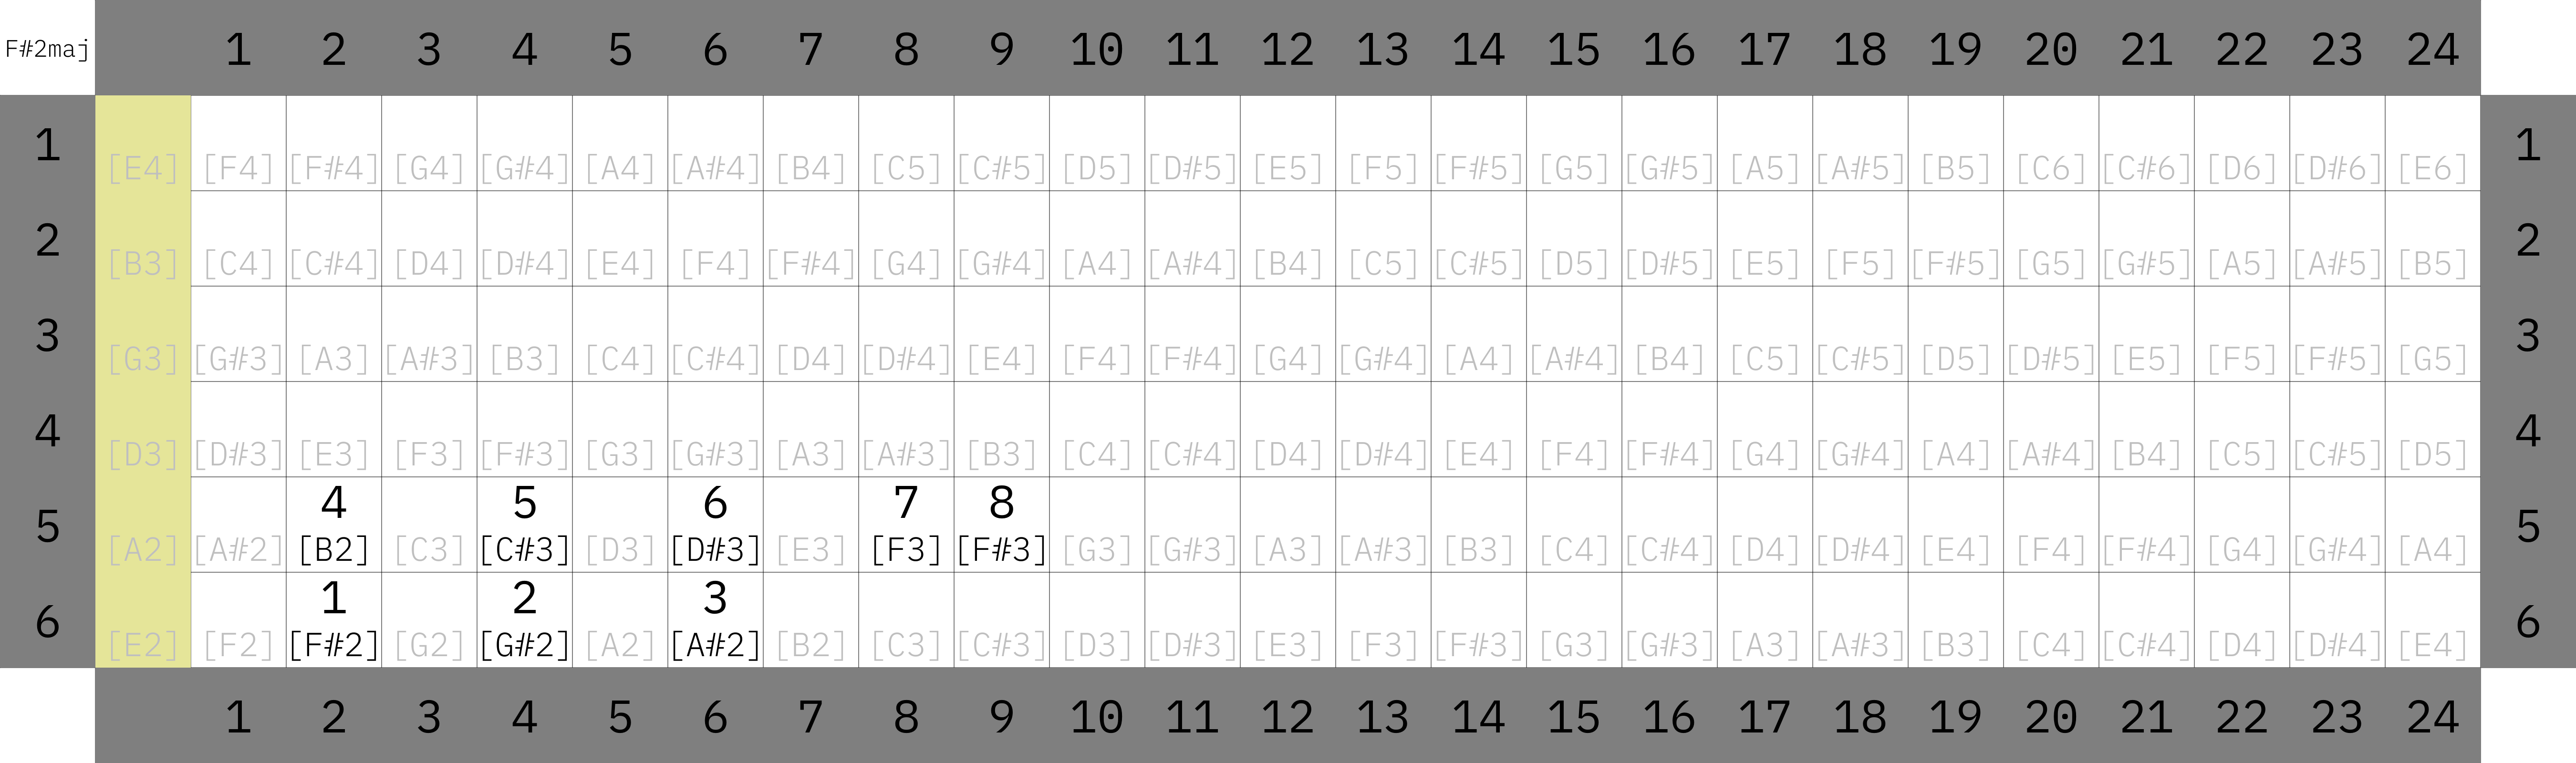 F#2maj 1 2 3 4 5 6 7 8 9 10 11 12 13 14 15 16 17 18 19 20 21 22 23 24
1 [E4] [F4] [F#4] [G4] [G#4] [A4] [A#4] [B4] [C5] [C#5] [D5] [D#5] [E5] [F5] [F#5] [G5] [G#5] [A5] [A#5] [B5] [C6] [C#6] [D6] [D#6] [E6] 1
2 [B3] [C4] [C#4] [D4] [D#4] [E4] [F4] [F#4] [G4] [G#4] [A4] [A#4] [B4] [C5] [C#5] [D5] [D#5] [E5] [F5] [F#5] [G5] [G#5] [A5] [A#5] [B5] 2
3 [G3] [G#3] [A3] [A#3] [B3] [C4] [C#4] [D4] [D#4] [E4] [F4] [F#4] [G4] [G#4] [A4] [A#4] [B4] [C5] [C#5] [D5] [D#5] [E5] [F5] [F#5] [G5] 3
4 [D3] [D#3] [E3] [F3] [F#3] [G3] [G#3] [A3] [A#3] [B3] [C4] [C#4] [D4] [D#4] [E4] [F4] [F#4] [G4] [G#4] [A4] [A#4] [B4] [C5] [C#5] [D5] 4
4 5 6 7 8
5 [A2] [A#2] [B2] [C3] [C#3] [D3] [D#3] [E3] [F3] [F#3] [G3] [G#3] [A3] [A#3] [B3] [C4] [C#4] [D4] [D#4] [E4] [F4] [F#4] [G4] [G#4] [A4] 5
1 2 3
6 [E2] [F2] [F#2] [G2] [G#2] [A2] [A#2] [B2] [C3] [C#3] [D3] [D#3] [E3] [F3] [F#3] [G3] [G#3] [A3] [A#3] [B3] [C4] [C#4] [D4] [D#4] [E4] 6
1 2 3 4 5 6 7 8 9 10 11 12 13 14 15 16 17 18 19 20 21 22 23 24